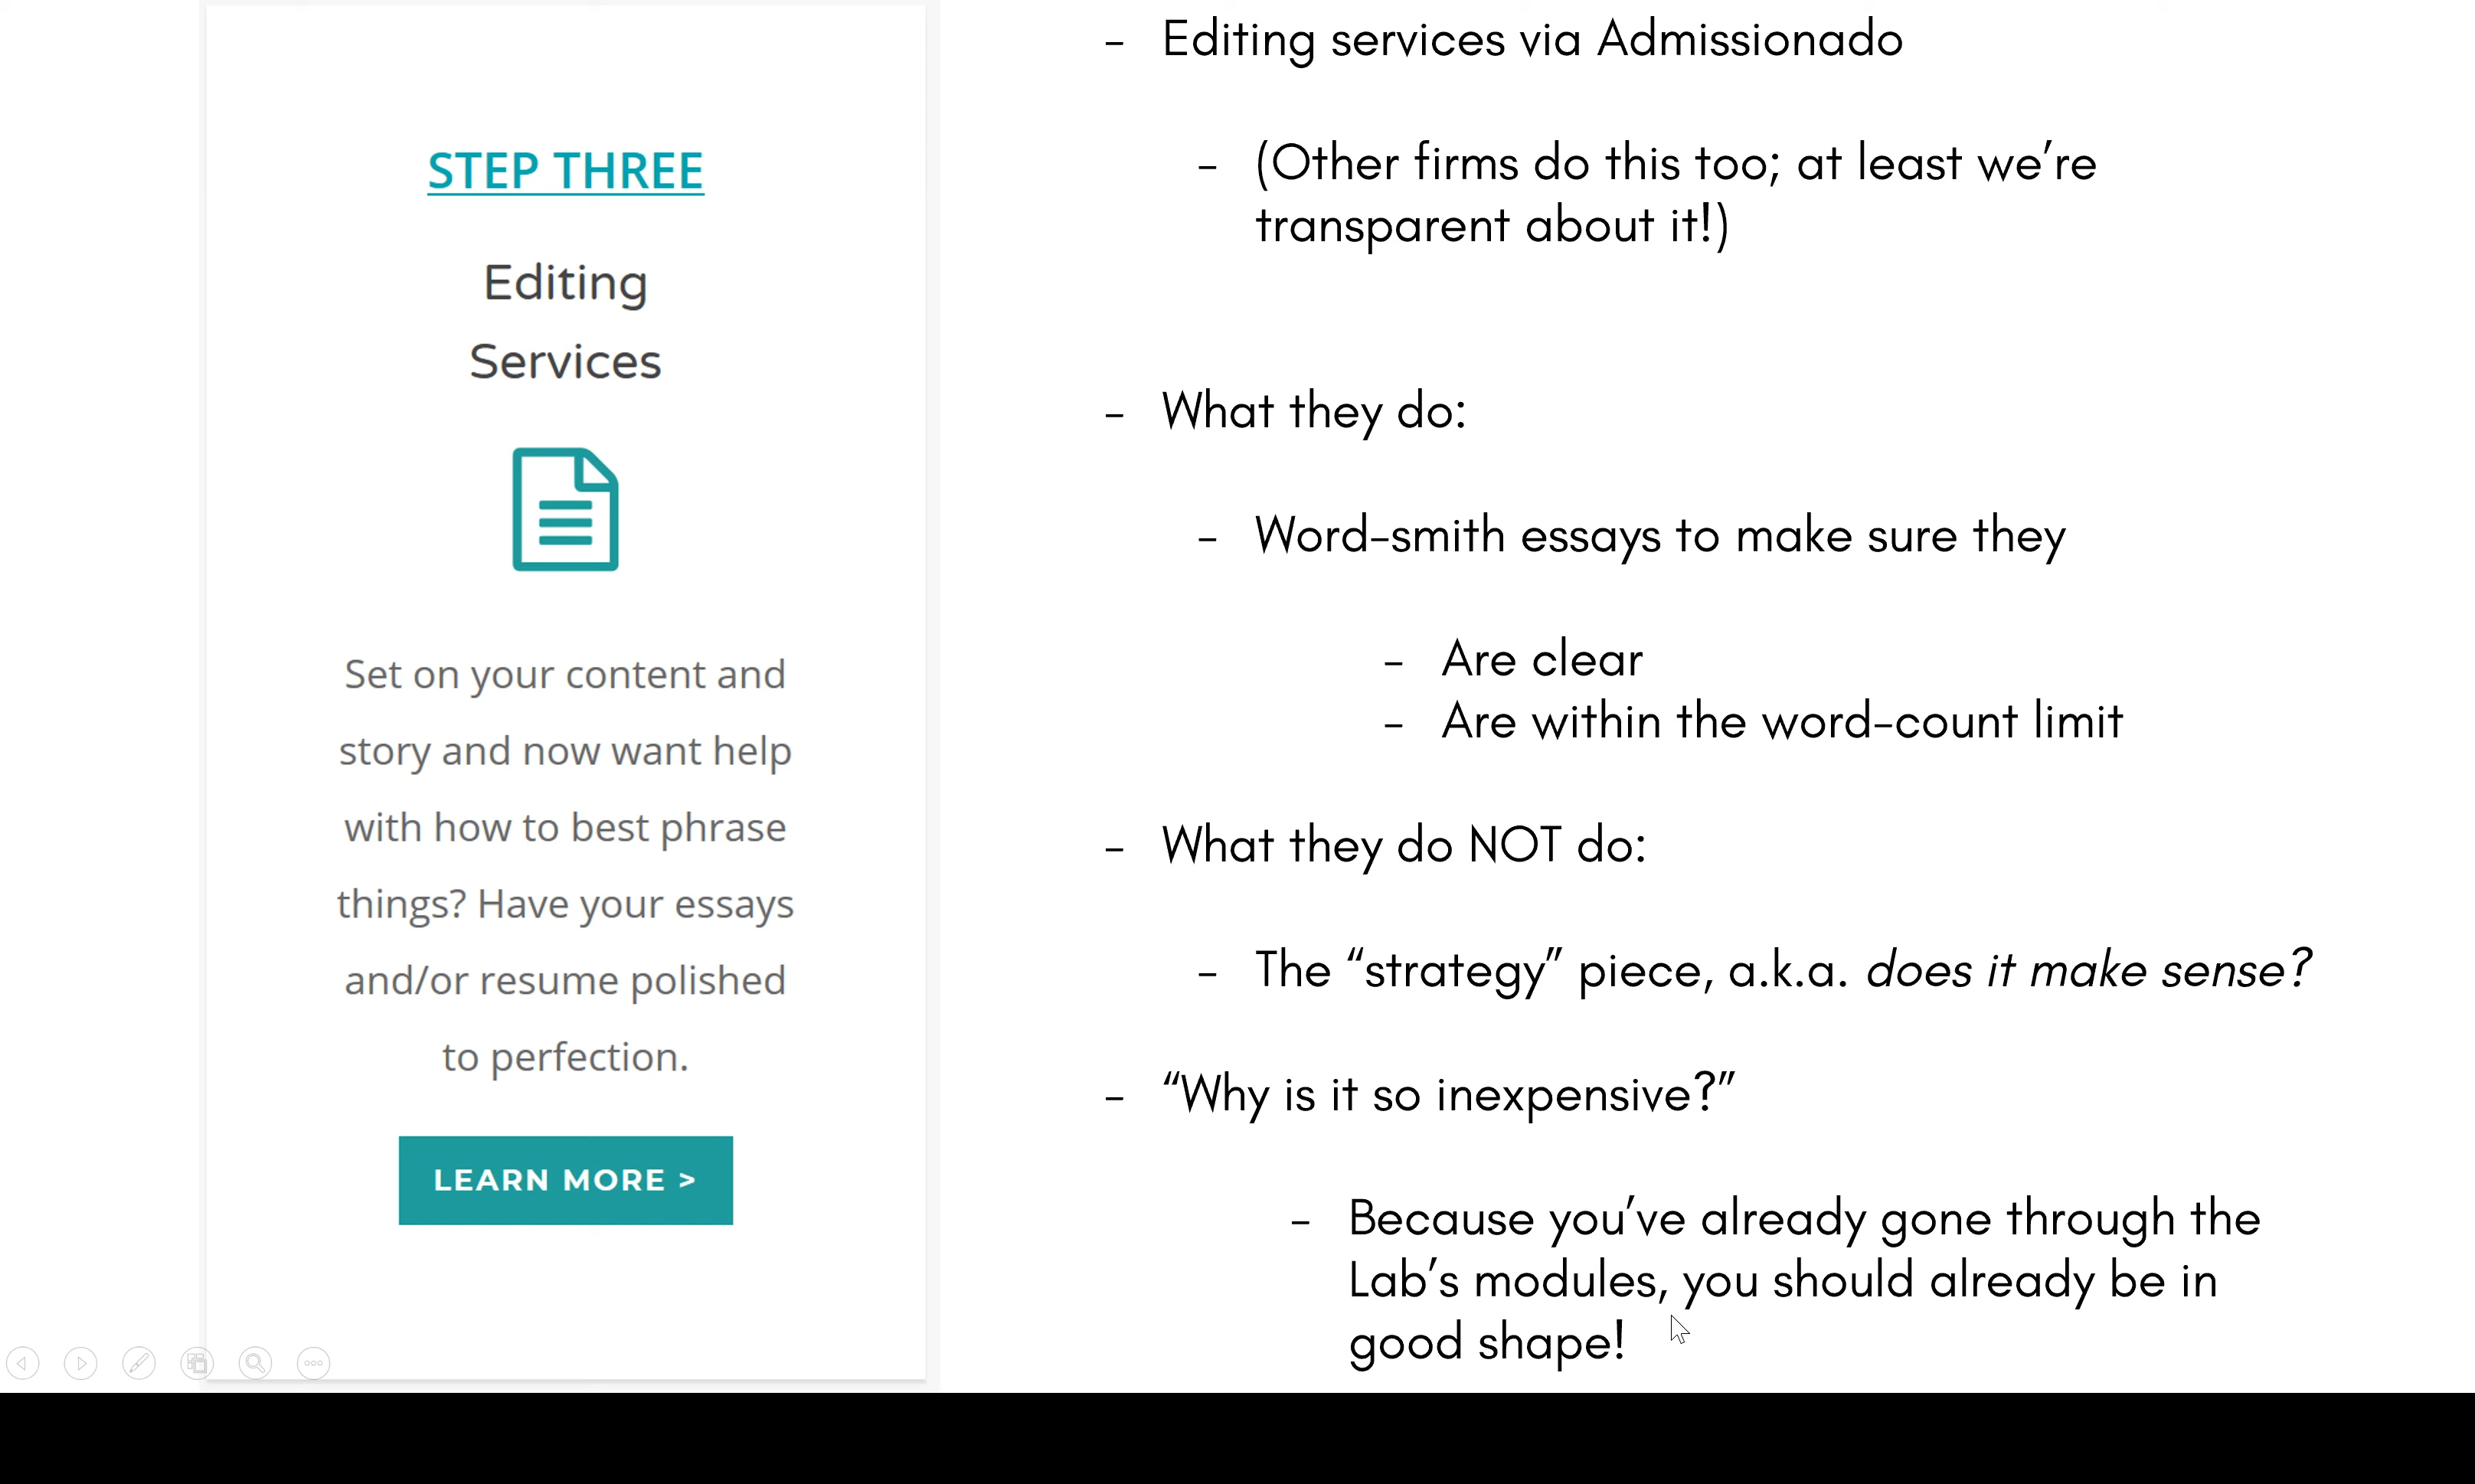 STEP THREE
Editing
Services
Set on your content and
story and now want help
with how to best phrase
things? Have your essays
and/or resume polished
to perfection.
LEARN MORE >
- Editing services via Admissionado
- (Other firms do this too; at least we’re
transparent about it!)
- What they do:
- Word-smith essays to make sure they
- Are clear
- Are within the word-count limit
- What they do NOT do:
- The “strategy” piece, a.k.a. does it make sense?
- “Why is it so inexpensive?”
- Because you’ve already gone through the
Lab’s modules, you should already be in
good shape!